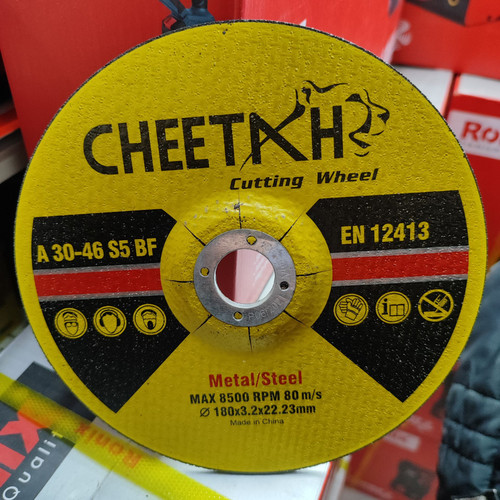 CHEETAH
Cutting Wheel
A 30-46 S5 BF
EN 12413
Metal/Steel
MAX 8500 RPM 80 m/s
Ø 180x3.2x22.23mm
Made in China
Ronix